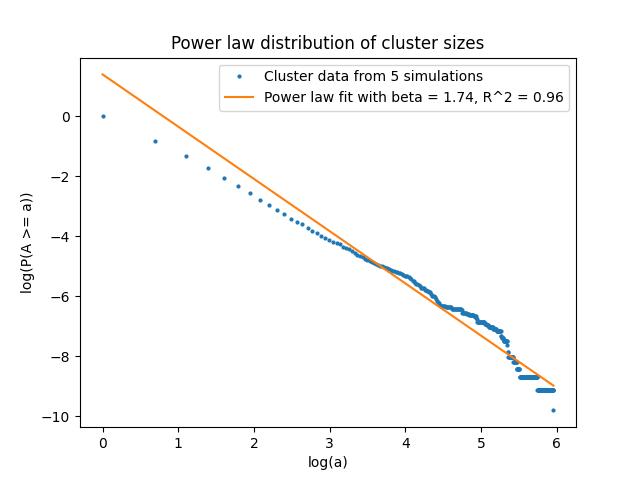 Power law distribution of cluster sizes
Cluster data from 5 simulations
Power law fit with beta = 1.74, R^2 = 0.96
0
−2
−4
−6
−8
−10
log(P(A >= a))
0 1 2 3 4 5 6
log(a)